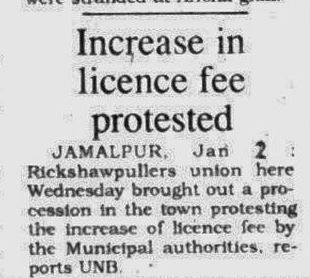 Increase in
licence fee
protested
JAMALPUR, Jan 2 :
Rickshawpullers union here
Wednesday brought out a pro-
cession in the town protesting
the increase of licence fee by
the Municipal authorities, re-
ports UNB.